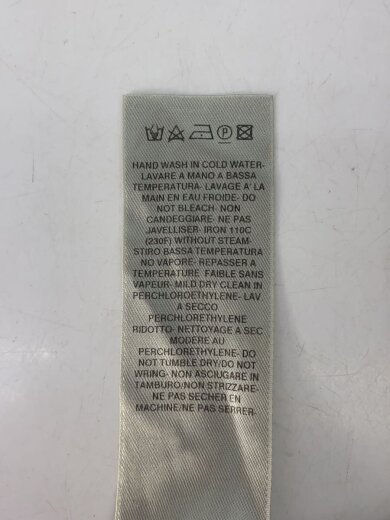 HAND WASH IN COLD WATER-
LAVARE A MANO A BASSA
TEMPERATURA- LAVAGE A' LA
MAIN EN EAU FROIDE- DO
NOT BLEACH- NON
CANDEGGIARE- NE PAS
JAVELLISER- IRON 110C
(230F) WITHOUT STEAM-
STIRO BASSA TEMPERATURA
NO VAPORE- REPASSER A
TEMPERATURE FAIBLE SANS
VAPEUR- MILD DRY CLEAN IN
PERCHLOROETHYLENE- LAV
A SECCO
PERCHLORETHYLENE
RIDOTTO- NETTOYAGE A SEC
MODERE AU
PERCHLORETHYLENE- DO
NOT TUMBLE DRY/DO NOT
WRING- NON ASCIUGARE IN
TAMBURO/NON STRIZZARE-
NE PAS SECHER EN
MACHINE/NE PAS SERRER-